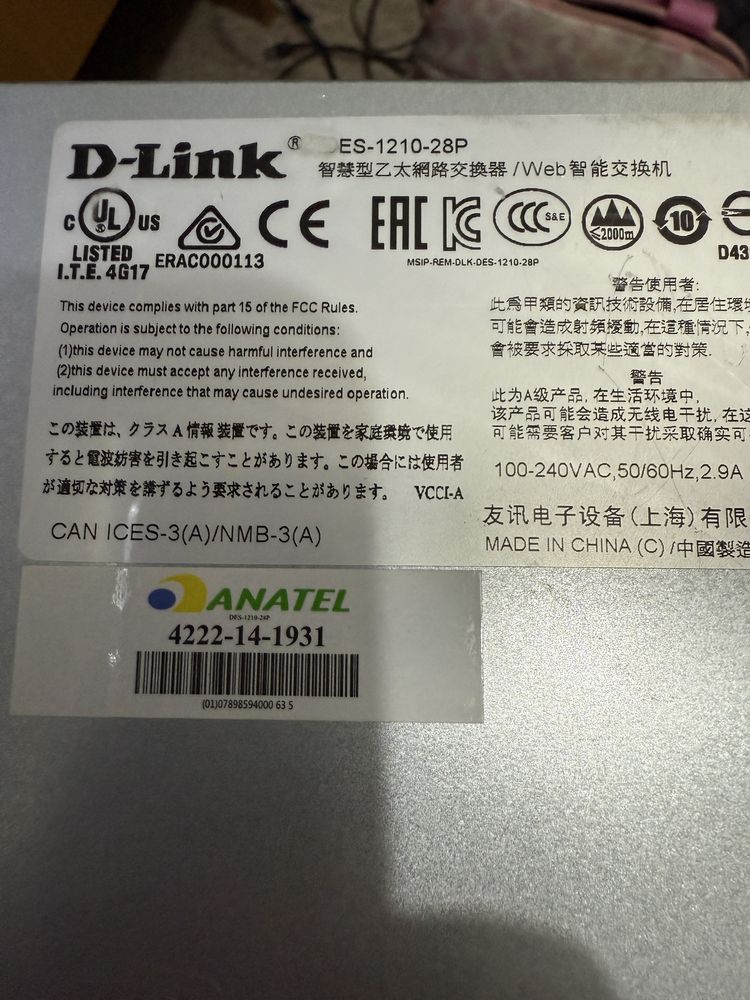 D-Link® DES-1210-28P
智慧型乙太網路交換器/Web智能交换机
C UL US
LISTED
I.T.E. 4G17
ERAC000113
CE
EAC
KC
CCC S&E
≤2000m
10
D43
MSIP-REM-DLK-DES-1210-28P
This device complies with part 15 of the FCC Rules.
Operation is subject to the following conditions:
(1)this device may not cause harmful interference and
(2)this device must accept any interference received,
including interference that may cause undesired operation.
この装置は、クラスA情報装置です。この装置を家庭環境で使用
すると電波妨害を引き起こすことがあります。この場合には使用者
が適切な対策を講ずるよう要求されることがあります。 VCCI-A
CAN ICES-3(A)/NMB-3(A)
警告使用者:
此爲甲類的資訊技術設備,在居住環境
可能會造成射頻擾動,在這種情況下,
會被要求採取某些適當的對策.
警告
此为A级产品, 在生活环境中,
该产品可能会造成无线电干扰, 在这
可能需要客户对其干扰采取确实可
100-240VAC,50/60Hz,2.9A
友讯电子设备(上海)有限
MADE IN CHINA (C) /中國製造
ANATEL
DES-1210-28P
4222-14-1931
(01)07898594000 63 5